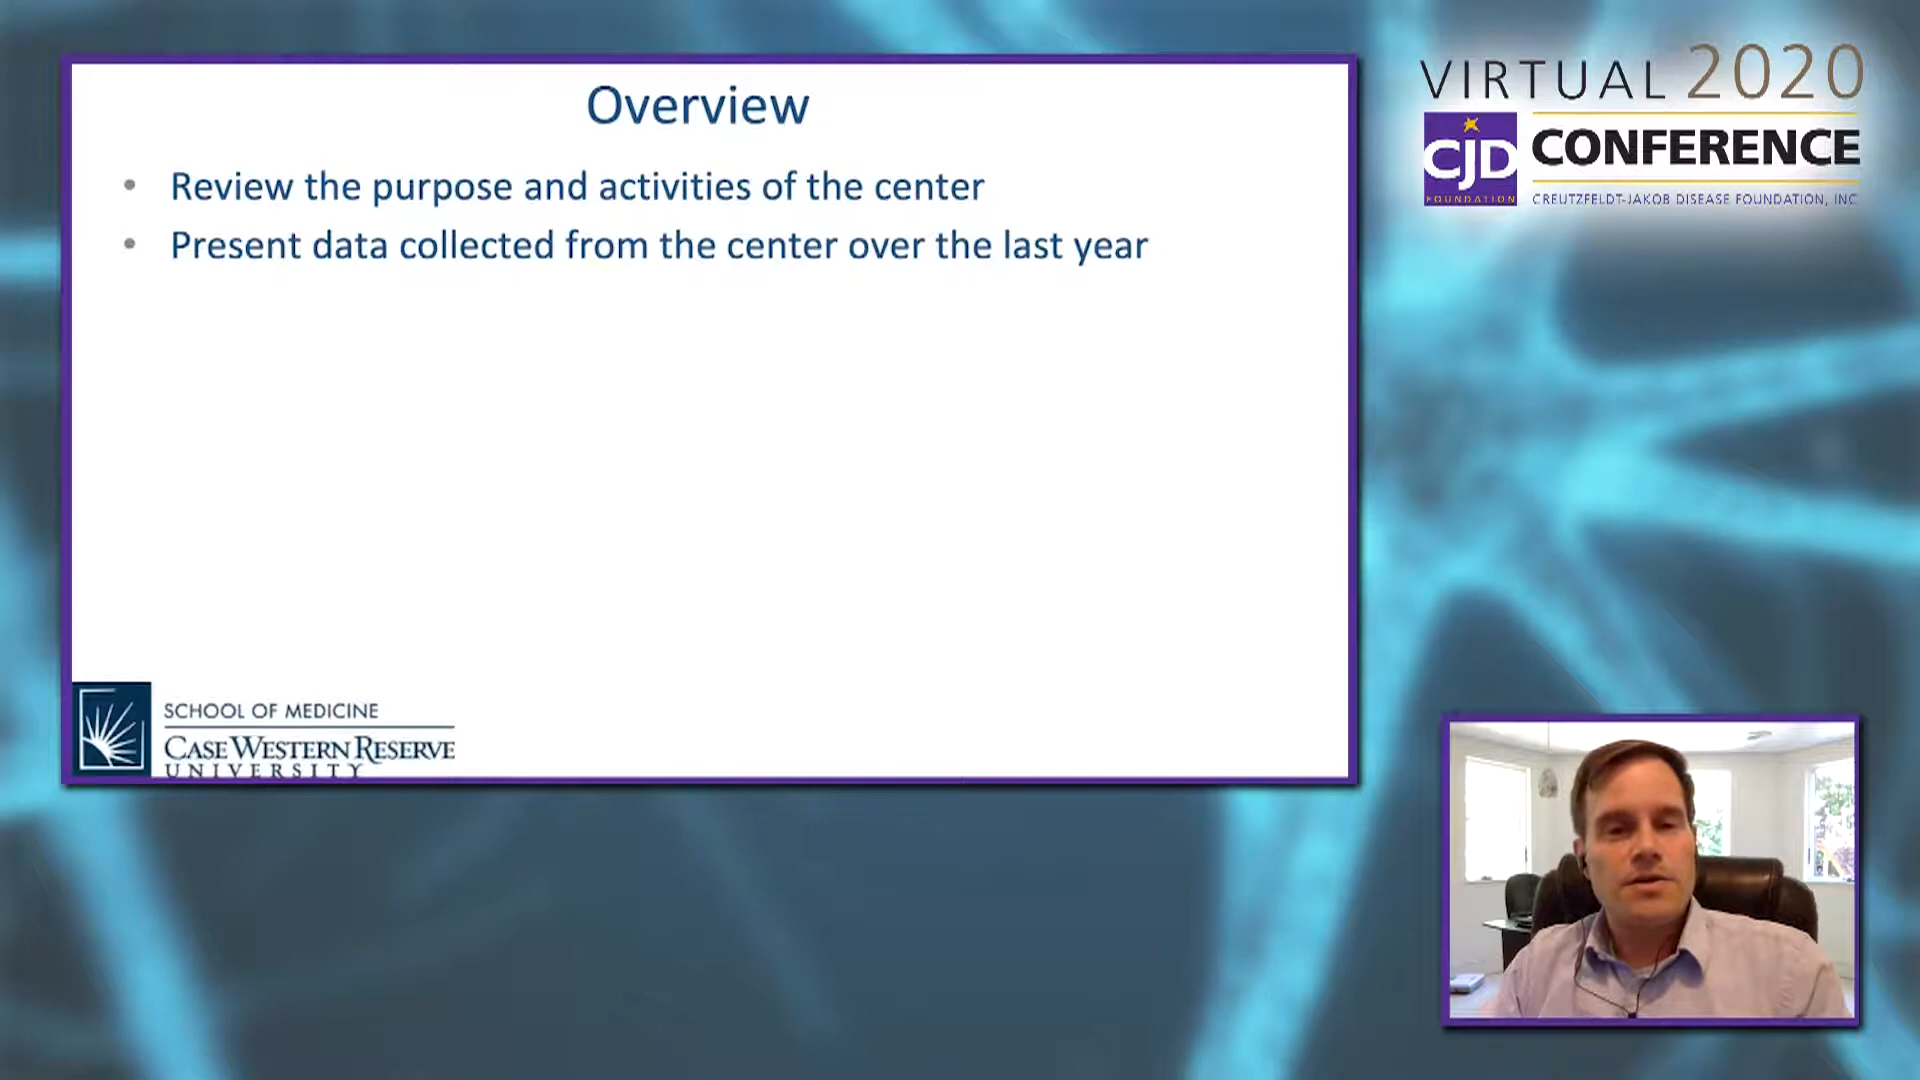 Overview
• Review the purpose and activities of the center
• Present data collected from the center over the last year
SCHOOL OF MEDICINE
CASE WESTERN RESERVE
UNIVERSITY
VIRTUAL 2020
CJD
FOUNDATION
CONFERENCE
CREUTZFELDT-JAKOB DISEASE FOUNDATION, INC